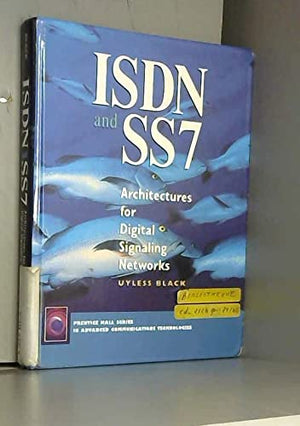 ISDN
and
SS7
Architectures
for
Digital
Signaling
Networks
UYLESS BLACK
PRENTICE HALL SERIES
IN ADVANCED COMMUNICATIONS TECHNOLOGIES
BIBLIOTHEQUE
ISDN
SS7